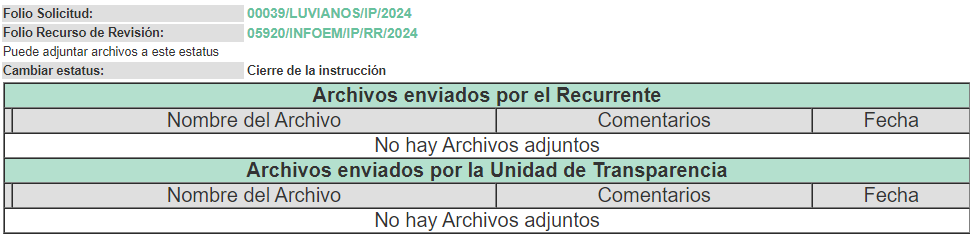 Folio Solicitud: 00039/LUVIANOS/IP/2024
Folio Recurso de Revisión: 05920/INFOEM/IP/RR/2024
Puede adjuntar archivos a este estatus
Cambiar estatus: Cierre de la instrucción
Archivos enviados por el Recurrente
Nombre del Archivo Comentarios Fecha
No hay Archivos adjuntos
Archivos enviados por la Unidad de Transparencia
Nombre del Archivo Comentarios Fecha
No hay Archivos adjuntos